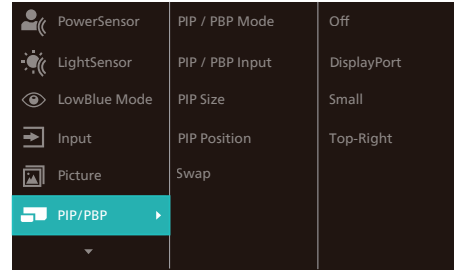 PowerSensor PIP / PBP Mode Off
LightSensor PIP / PBP Input DisplayPort
LowBlue Mode PIP Size Small
Input PIP Position Top-Right
Picture Swap
PIP/PBP